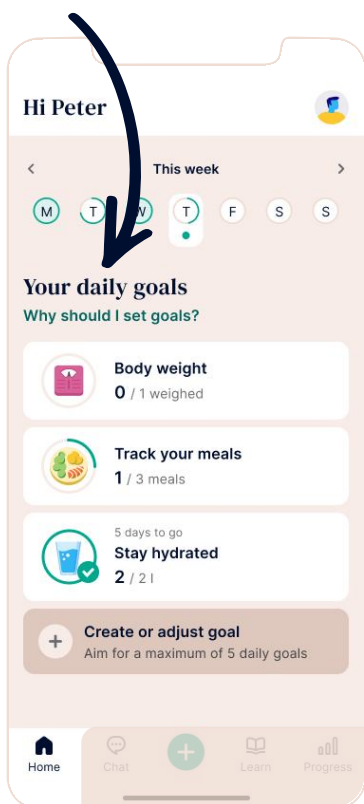 Hi Peter
This week
M T W T F S S
Your daily goals
Why should I set goals?
Body weight
0 / 1 weighed
Track your meals
1 / 3 meals
5 days to go
Stay hydrated
2 / 2 l
Create or adjust goal
Aim for a maximum of 5 daily goals
Home Chat Learn Progress